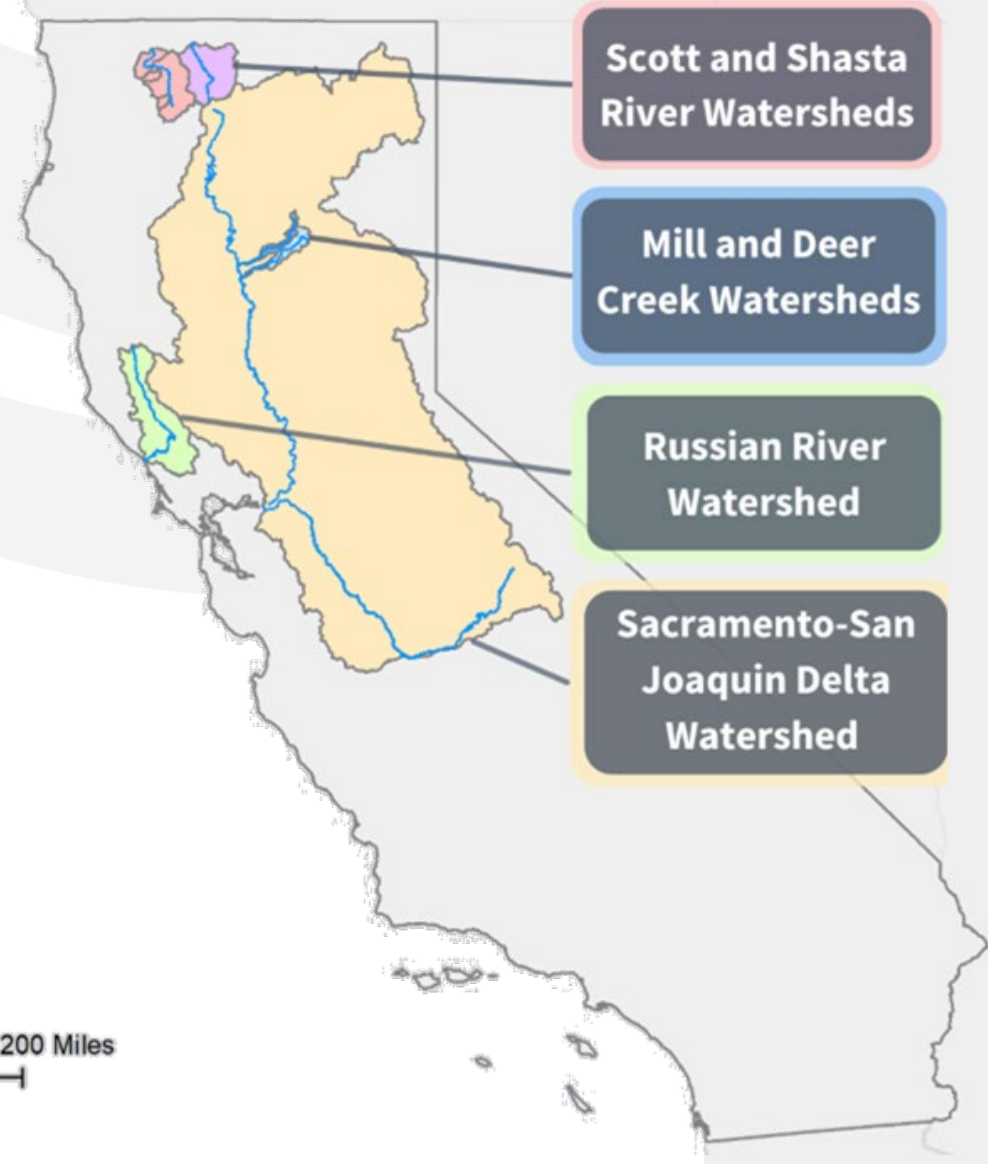 Scott and Shasta
River Watersheds
Mill and Deer
Creek Watersheds
Russian River
Watershed
Sacramento-San
Joaquin Delta
Watershed
200 Miles